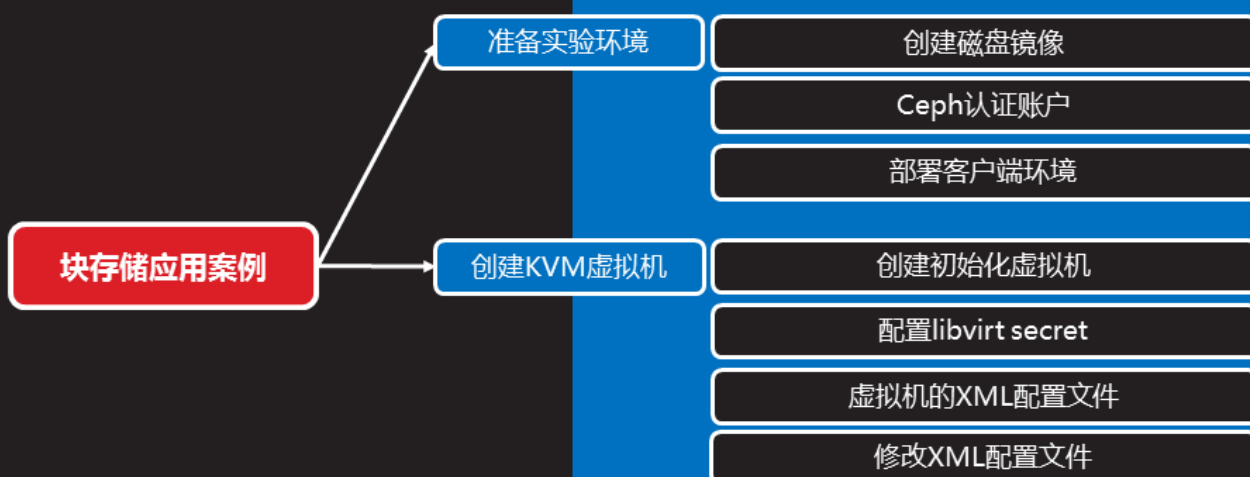 块存储应用案例
准备实验环境
创建磁盘镜像
Ceph认证账户
部署客户端环境
创建KVM虚拟机
创建初始化虚拟机
配置libvirt secret
虚拟机的XML配置文件
修改XML配置文件